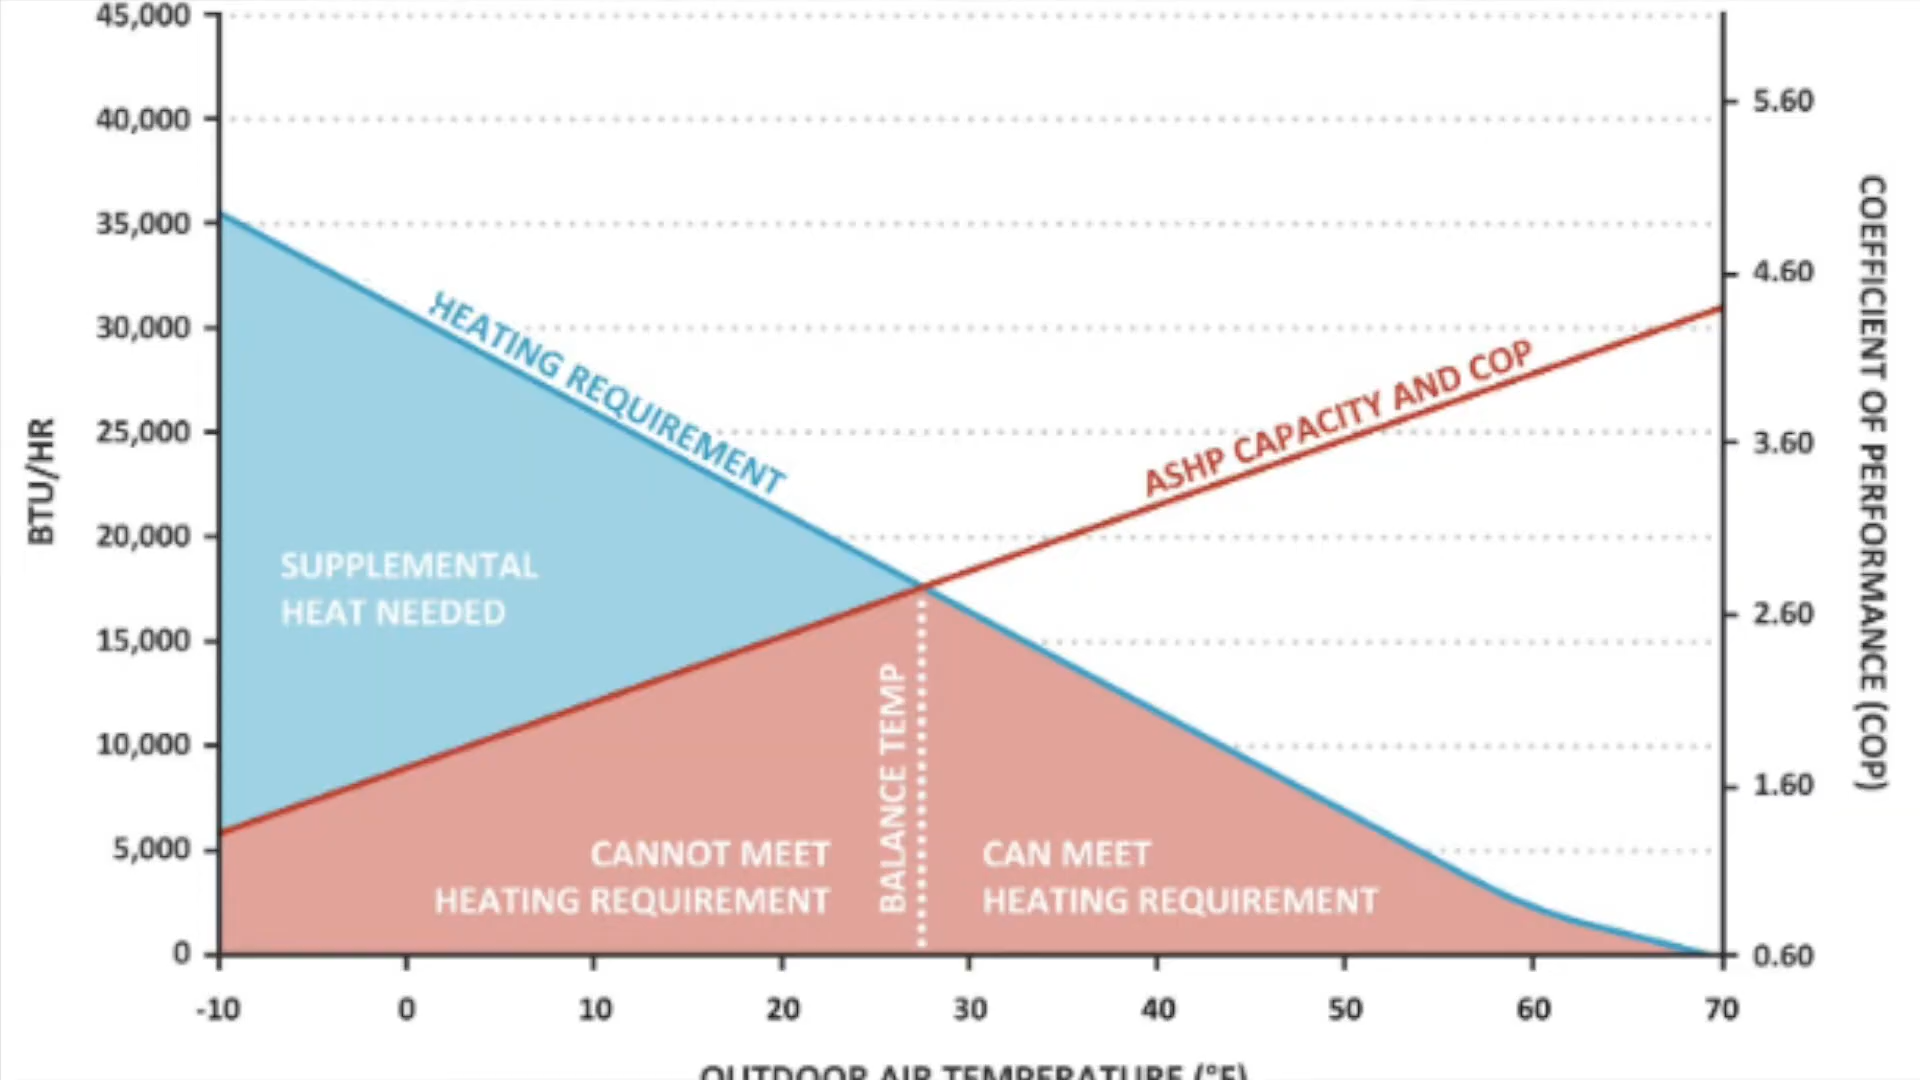 45,000
40,000
35,000
30,000
25,000
20,000
15,000
10,000
5,000
0
BTU/HR
-10
0
10
20
30
40
50
60
70
OUTDOOR AIR TEMPERATURE (°F)
5.60
4.60
3.60
2.60
1.60
0.60
COEFFICIENT OF PERFORMANCE (COP)
HEATING REQUIREMENT
ASHP CAPACITY AND COP
SUPPLEMENTAL
HEAT NEEDED
BALANCE TEMP
CANNOT MEET
HEATING REQUIREMENT
CAN MEET
HEATING REQUIREMENT